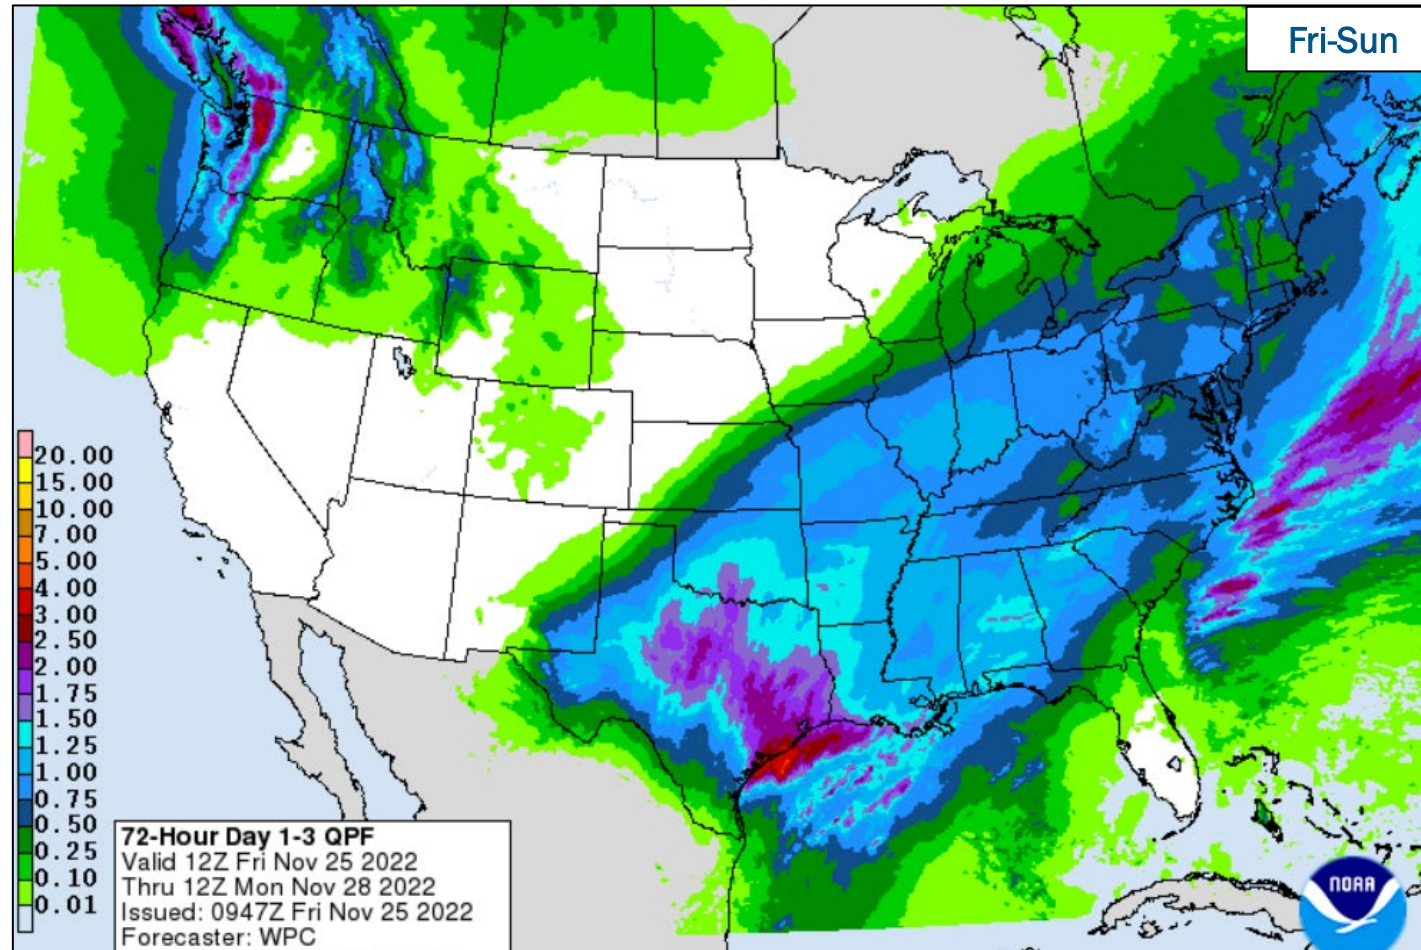 Fri-Sun
20.00
15.00
10.00
7.00
5.00
4.00
3.00
2.50
2.00
1.75
1.50
1.25
1.00
0.75
0.50
0.25
0.10
0.01
72-Hour Day 1-3 QPF
Valid 12Z Fri Nov 25 2022
Thru 12Z Mon Nov 28 2022
Issued: 0947Z Fri Nov 25 2022
Forecaster: WPC
NOAA